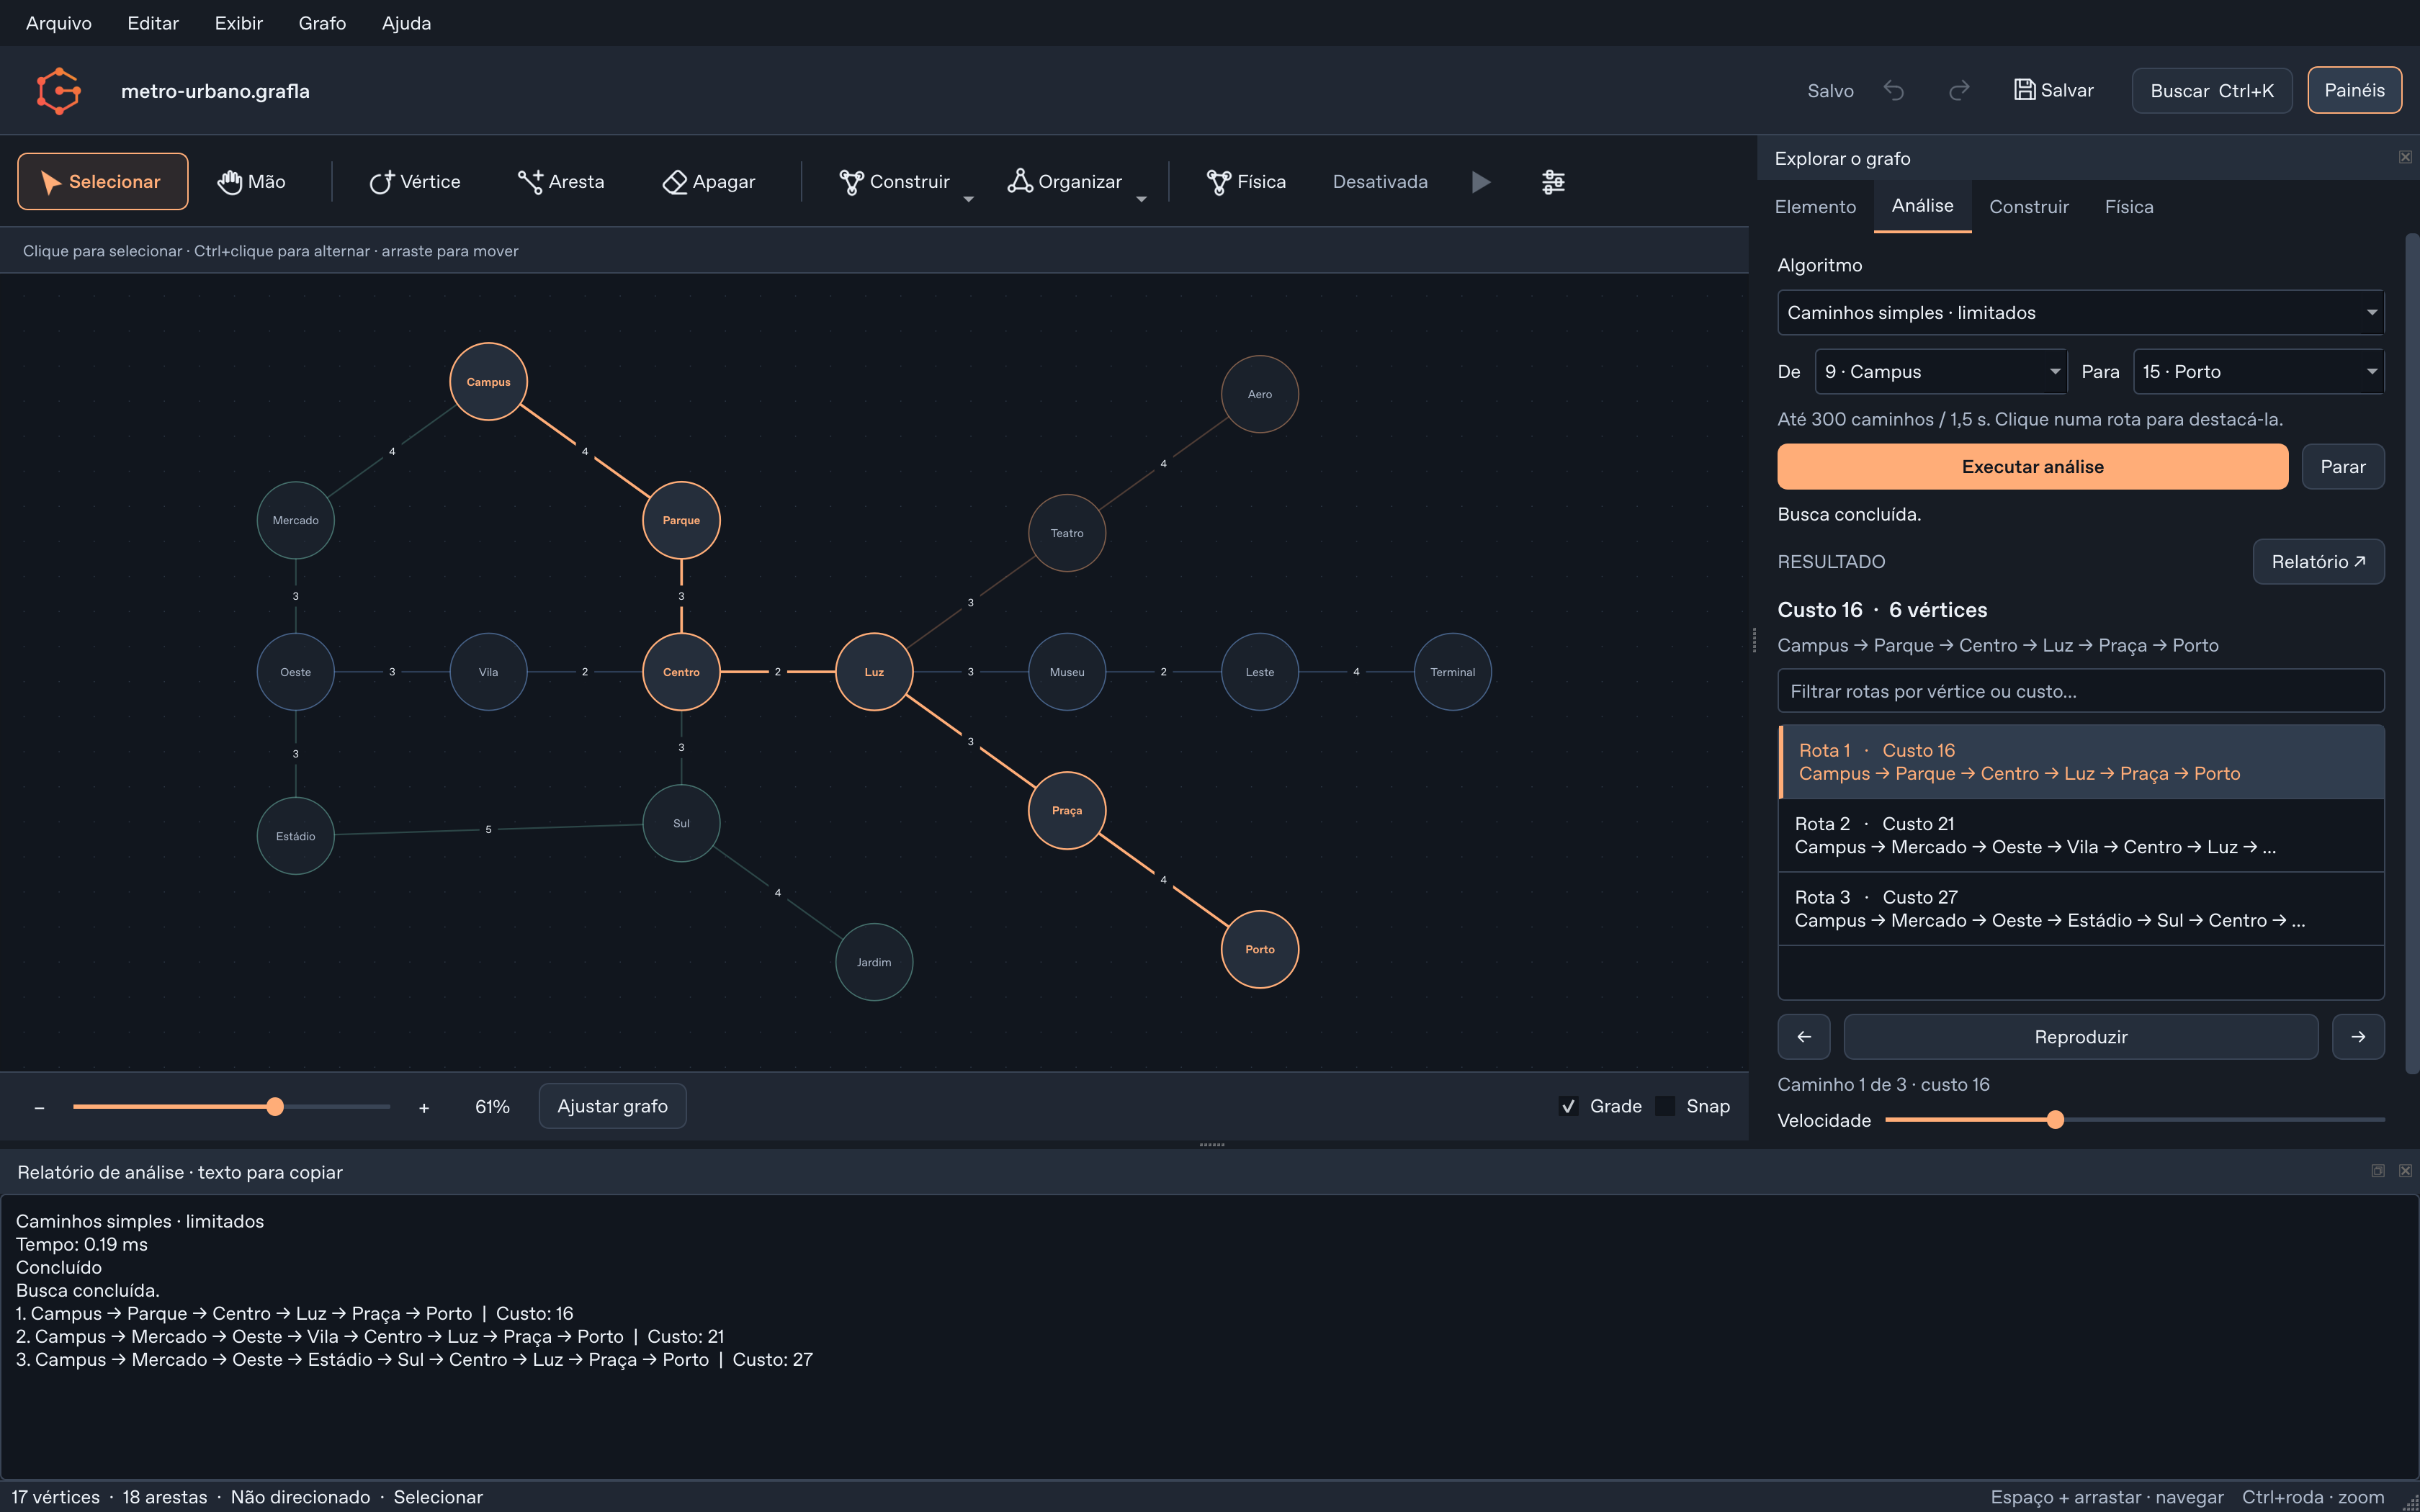 Arquivo Editar Exibir Grafo Ajuda
metro-urbano.grafla
Salvo Salvar Buscar Ctrl+K Painéis
Selecionar Mão Vértice Aresta Apagar Construir Organizar Física Desativada
Clique para selecionar · Ctrl+clique para alternar · arraste para mover
Campus
Aero
4
4
4
Mercado
Parque
Teatro
3
3
3
Oeste
3
Vila
2
Centro
2
Luz
3
Museu
2
Leste
4
Terminal
3
3
3
Estádio
5
Sul
Praça
4
4
Jardim
Porto
− + 61% Ajustar grafo
Grade Snap
Explorar o grafo
Elemento Análise Construir Física
Algoritmo
Caminhos simples · limitados
De 9 · Campus Para 15 · Porto
Até 300 caminhos / 1,5 s. Clique numa rota para destacá-la.
Executar análise Parar
Busca concluída.
RESULTADO Relatório ↗
Custo 16 · 6 vértices
Campus → Parque → Centro → Luz → Praça → Porto
Filtrar rotas por vértice ou custo...
Rota 1 · Custo 16
Campus → Parque → Centro → Luz → Praça → Porto
Rota 2 · Custo 21
Campus → Mercado → Oeste → Vila → Centro → Luz → ...
Rota 3 · Custo 27
Campus → Mercado → Oeste → Estádio → Sul → Centro → ...
← Reproduzir →
Caminho 1 de 3 · custo 16
Velocidade
Relatório de análise · texto para copiar
Caminhos simples · limitados
Tempo: 0.19 ms
Concluído
Busca concluída.
1. Campus → Parque → Centro → Luz → Praça → Porto | Custo: 16
2. Campus → Mercado → Oeste → Vila → Centro → Luz → Praça → Porto | Custo: 21
3. Campus → Mercado → Oeste → Estádio → Sul → Centro → Luz → Praça → Porto | Custo: 27
17 vértices · 18 arestas · Não direcionado · Selecionar
Espaço + arrastar · navegar Ctrl+roda · zoom